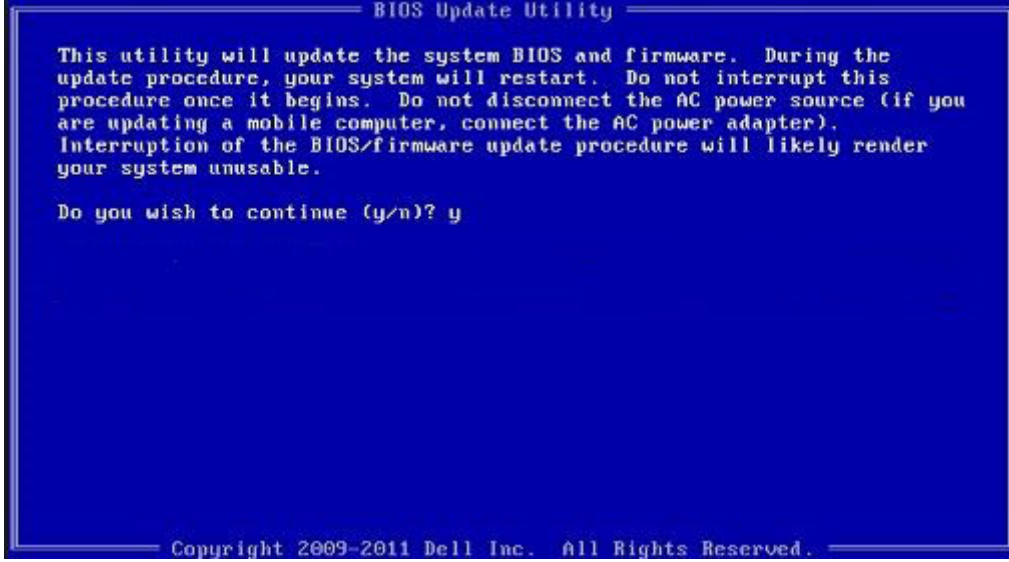 BIOS Update Utility
This utility will update the system BIOS and firmware. During the
update procedure, your system will restart. Do not interrupt this
procedure once it begins. Do not disconnect the AC power source (if you
are updating a mobile computer, connect the AC power adapter).
Interruption of the BIOS/firmware update procedure will likely render
your system unusable.
Do you wish to continue (y/n)? y
Copyright 2009-2011 Dell Inc. All Rights Reserved.